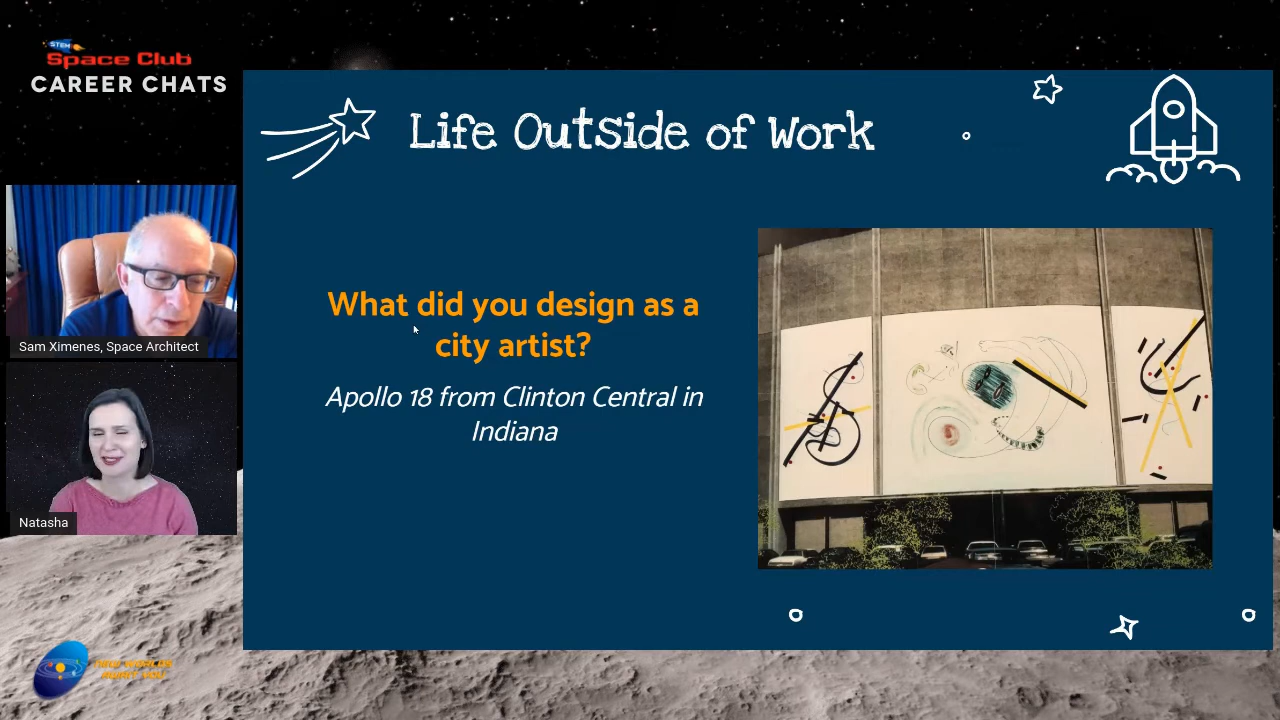 STEM
Space Club
CAREER CHATS
Life Outside of Work
What did you design as a
city artist?
Apollo 18 from Clinton Central in
Indiana
Sam Ximenes, Space Architect
Natasha